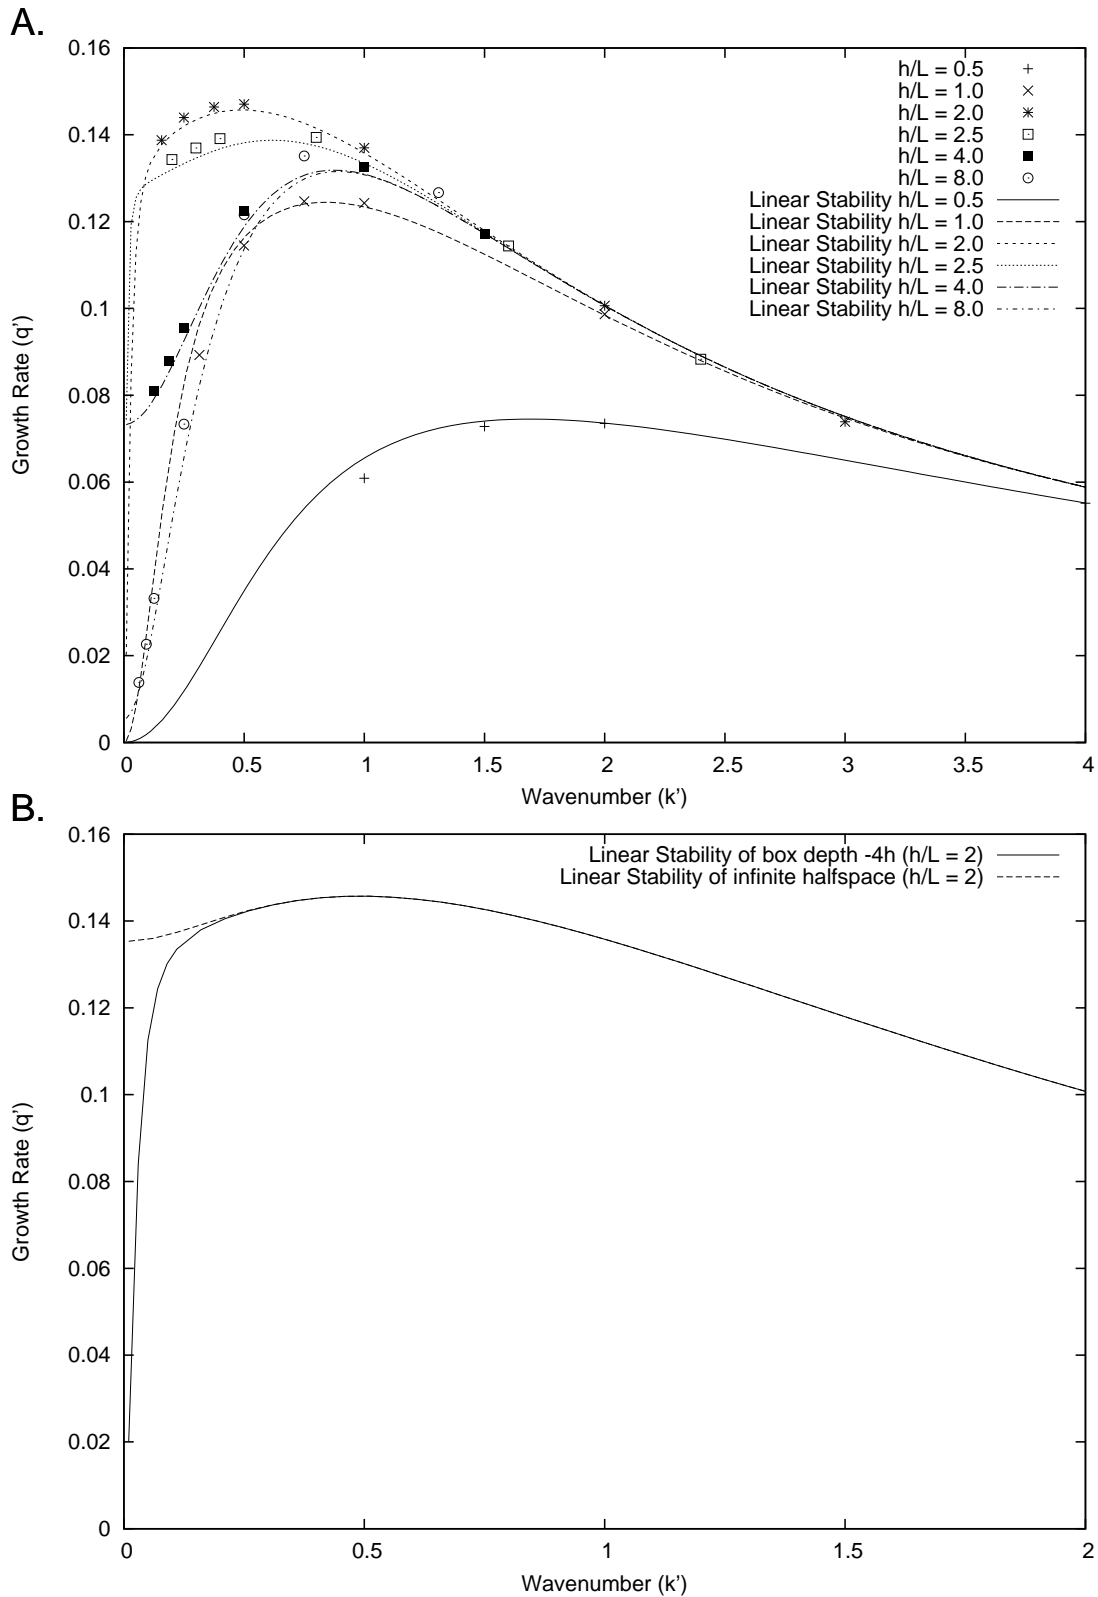 A.
0.16
0.14
0.12
0.1
0.08
0.06
0.04
0.02
0
Growth Rate (q')
h/L = 0.5
h/L = 1.0
h/L = 2.0
h/L = 2.5
h/L = 4.0
h/L = 8.0
Linear Stability h/L = 0.5
Linear Stability h/L = 1.0
Linear Stability h/L = 2.0
Linear Stability h/L = 2.5
Linear Stability h/L = 4.0
Linear Stability h/L = 8.0
0 0.5 1 1.5 2 2.5 3 3.5 4
Wavenumber (k')
B.
0.16
0.14
0.12
0.1
0.08
0.06
0.04
0.02
0
Growth Rate (q')
Linear Stability of box depth -4h (h/L = 2)
Linear Stability of infinite halfspace (h/L = 2)
0 0.5 1 1.5 2
Wavenumber (k')